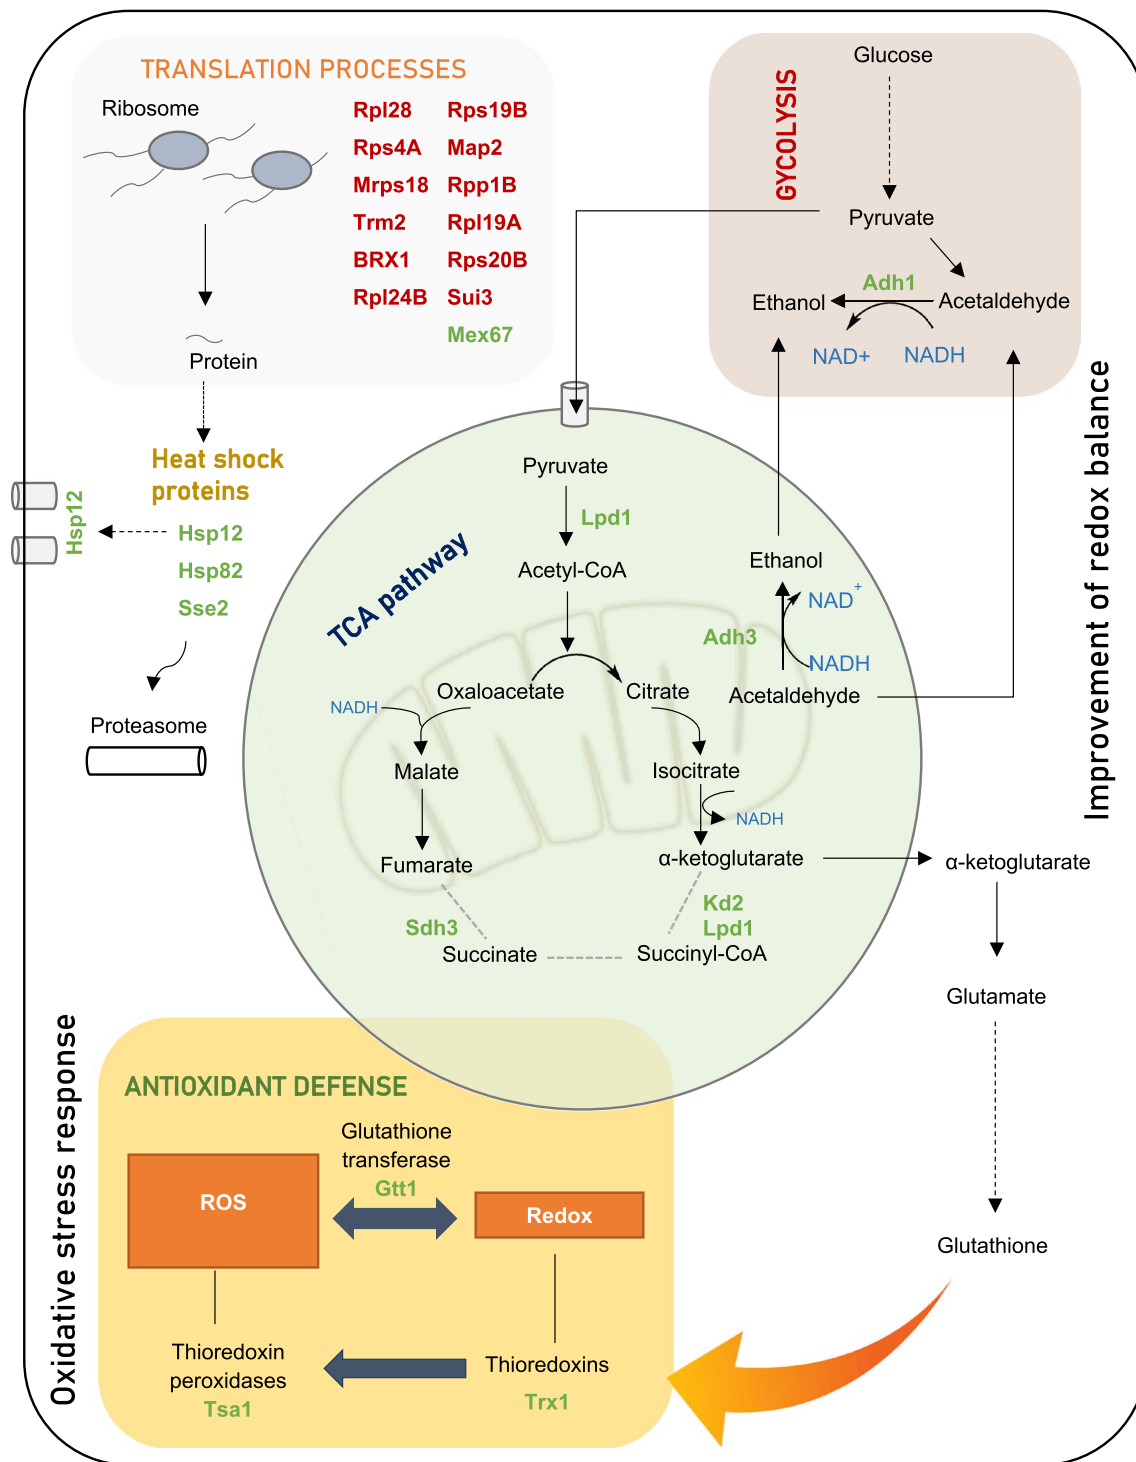 TRANSLATION PROCESSES
Ribosome
Rpl28
Rps19B
Rps4A
Map2
Mrps18
Rpp1B
Trm2
Rpl19A
BRX1
Rps20B
Rpl24B
Sui3
Mex67
Protein
Heat shock
proteins
Hsp12
Hsp12
Hsp82
Sse2
Proteasome
GYCOLYSIS
Glucose
Pyruvate
Adh1
Ethanol
Acetaldehyde
NAD+
NADH
Improvement of redox balance
TCA pathway
Pyruvate
Lpd1
Acetyl-CoA
Ethanol
NAD+
Adh3
NADH
Acetaldehyde
Oxaloacetate
Citrate
NADH
Malate
Isocitrate
NADH
Fumarate
α-ketoglutarate
α-ketoglutarate
Sdh3
Kd2
Lpd1
Succinate
Succinyl-CoA
Glutamate
Glutathione
Oxidative stress response
ANTIOXIDANT DEFENSE
Glutathione
transferase
Gtt1
ROS
Redox
Thioredoxin
peroxidases
Tsa1
Thioredoxins
Trx1